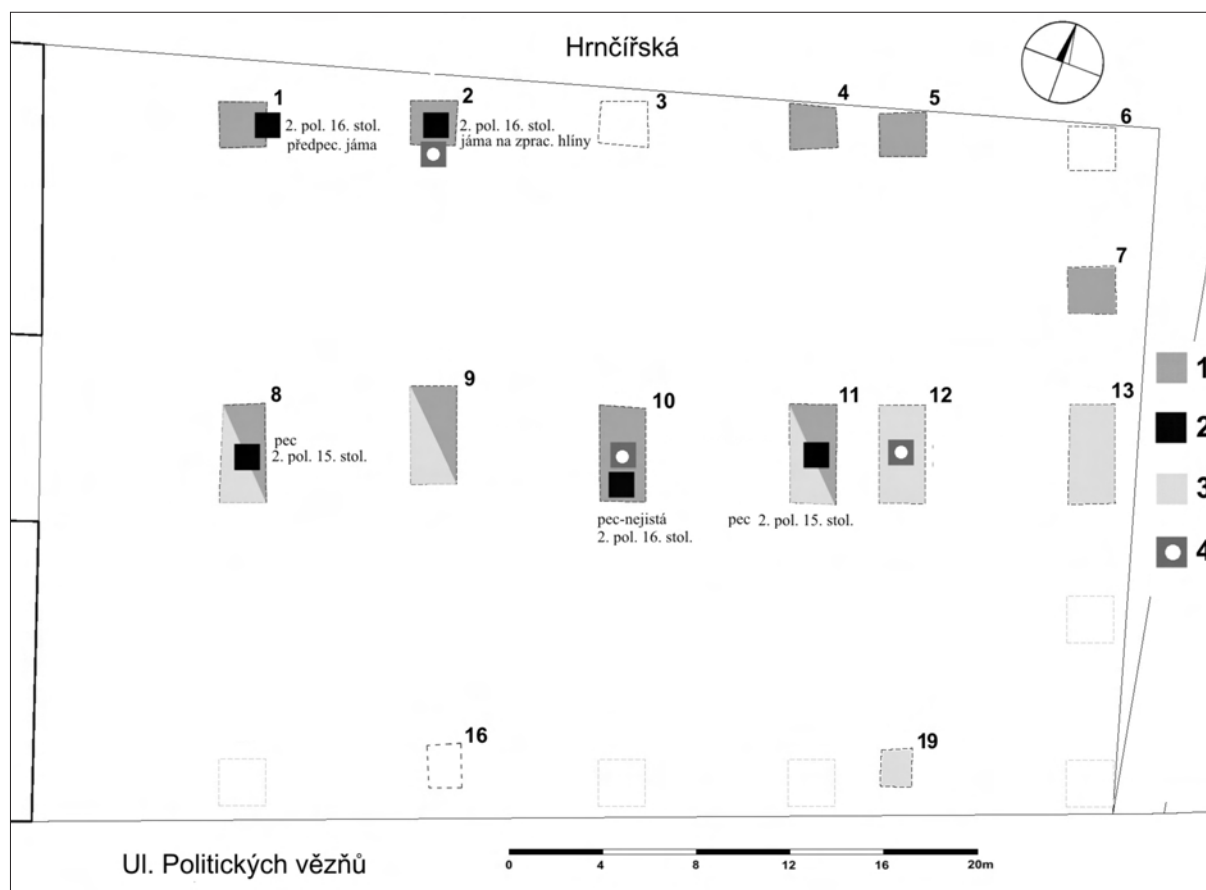 Hrnčířská
1
2. pol. 16. stol.
předpec. jáma
2
2. pol. 16. stol.
jáma na zprac. hlíny
3
4
5
6
7
8
pec
2. pol. 15. stol.
9
10
pec-nejistá
2. pol. 16. stol.
11
pec 2. pol. 15. stol.
12
13
1
2
3
4
16
19
Ul. Politických vězňů
0 4 8 12 16 20m